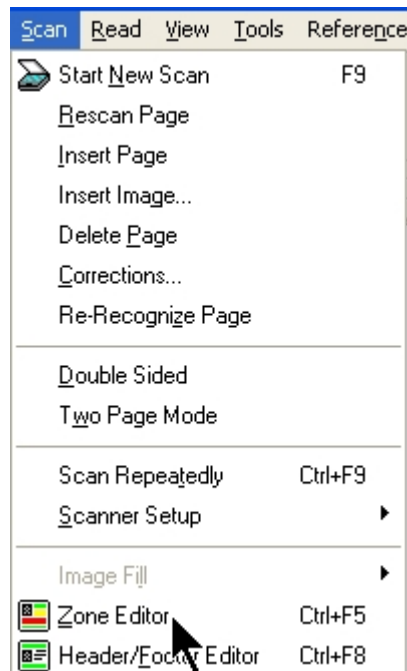 Scan Read View Tools Reference
Start New Scan F9
Rescan Page
Insert Page
Insert Image...
Delete Page
Corrections...
Re-Recognize Page
Double Sided
Two Page Mode
Scan Repeatedly Ctrl+F9
Scanner Setup
Image Fill
Zone Editor Ctrl+F5
Header/Footer Editor Ctrl+F8